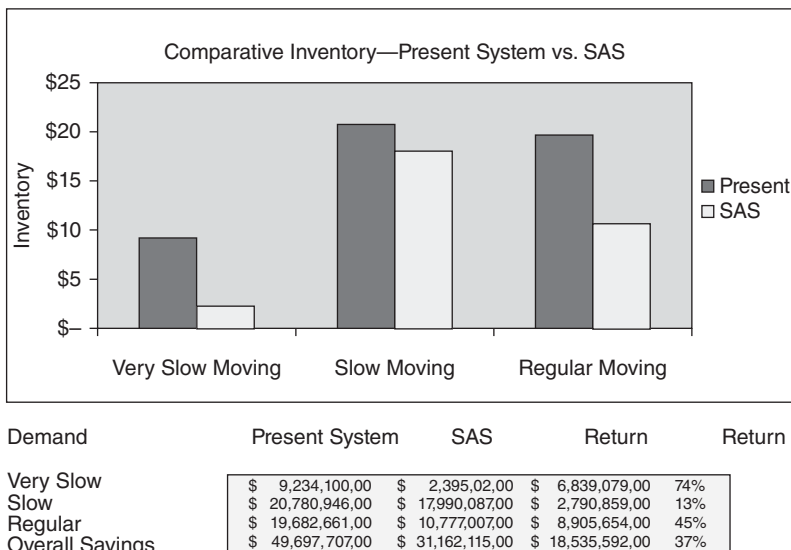 Comparative Inventory—Present System vs. SAS
$25
$20
$15
$10
$5
$–
Inventory
Very Slow Moving Slow Moving Regular Moving
Present
SAS
Demand Present System SAS Return Return
Very Slow $ 9,234,100,00 $ 2,395,02,00 $ 6,839,079,00 74%
Slow $ 20,780,946,00 $ 17,990,087,00 $ 2,790,859,00 13%
Regular $ 19,682,661,00 $ 10,777,007,00 $ 8,905,654,00 45%
Overall Savings $ 49,697,707,00 $ 31,162,115,00 $ 18,535,592,00 37%